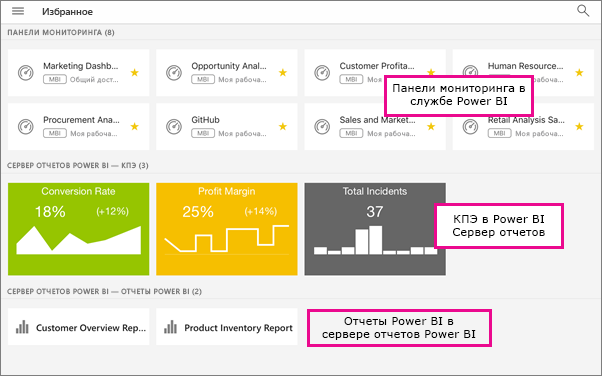 Избранное
ПАНЕЛИ МОНИТОРИНГА (8)
Marketing Dashb...
MBI Общий дост...
Opportunity Anal...
MBI Моя рабоча...
Customer Profita...
MBI Моя рабоча...
Human Resource...
Панели мониторинга в
службе Power BI
Procurement Ana...
MBI Моя рабоча...
GitHub
MBI Моя рабоча...
Sales and Market...
MBI Моя рабоча...
Retail Analysis Sa...
MBI Моя рабоча...
СЕРВЕР ОТЧЕТОВ POWER BI — КПЭ (3)
Conversion Rate
18% (+12%)
Profit Margin
25% (+14%)
Total Incidents
37
КПЭ в Power BI
Сервер отчетов
СЕРВЕР ОТЧЕТОВ POWER BI — ОТЧЕТЫ POWER BI (2)
Customer Overview Rep...
Product Inventory Report
Отчеты Power BI в
сервере отчетов Power BI